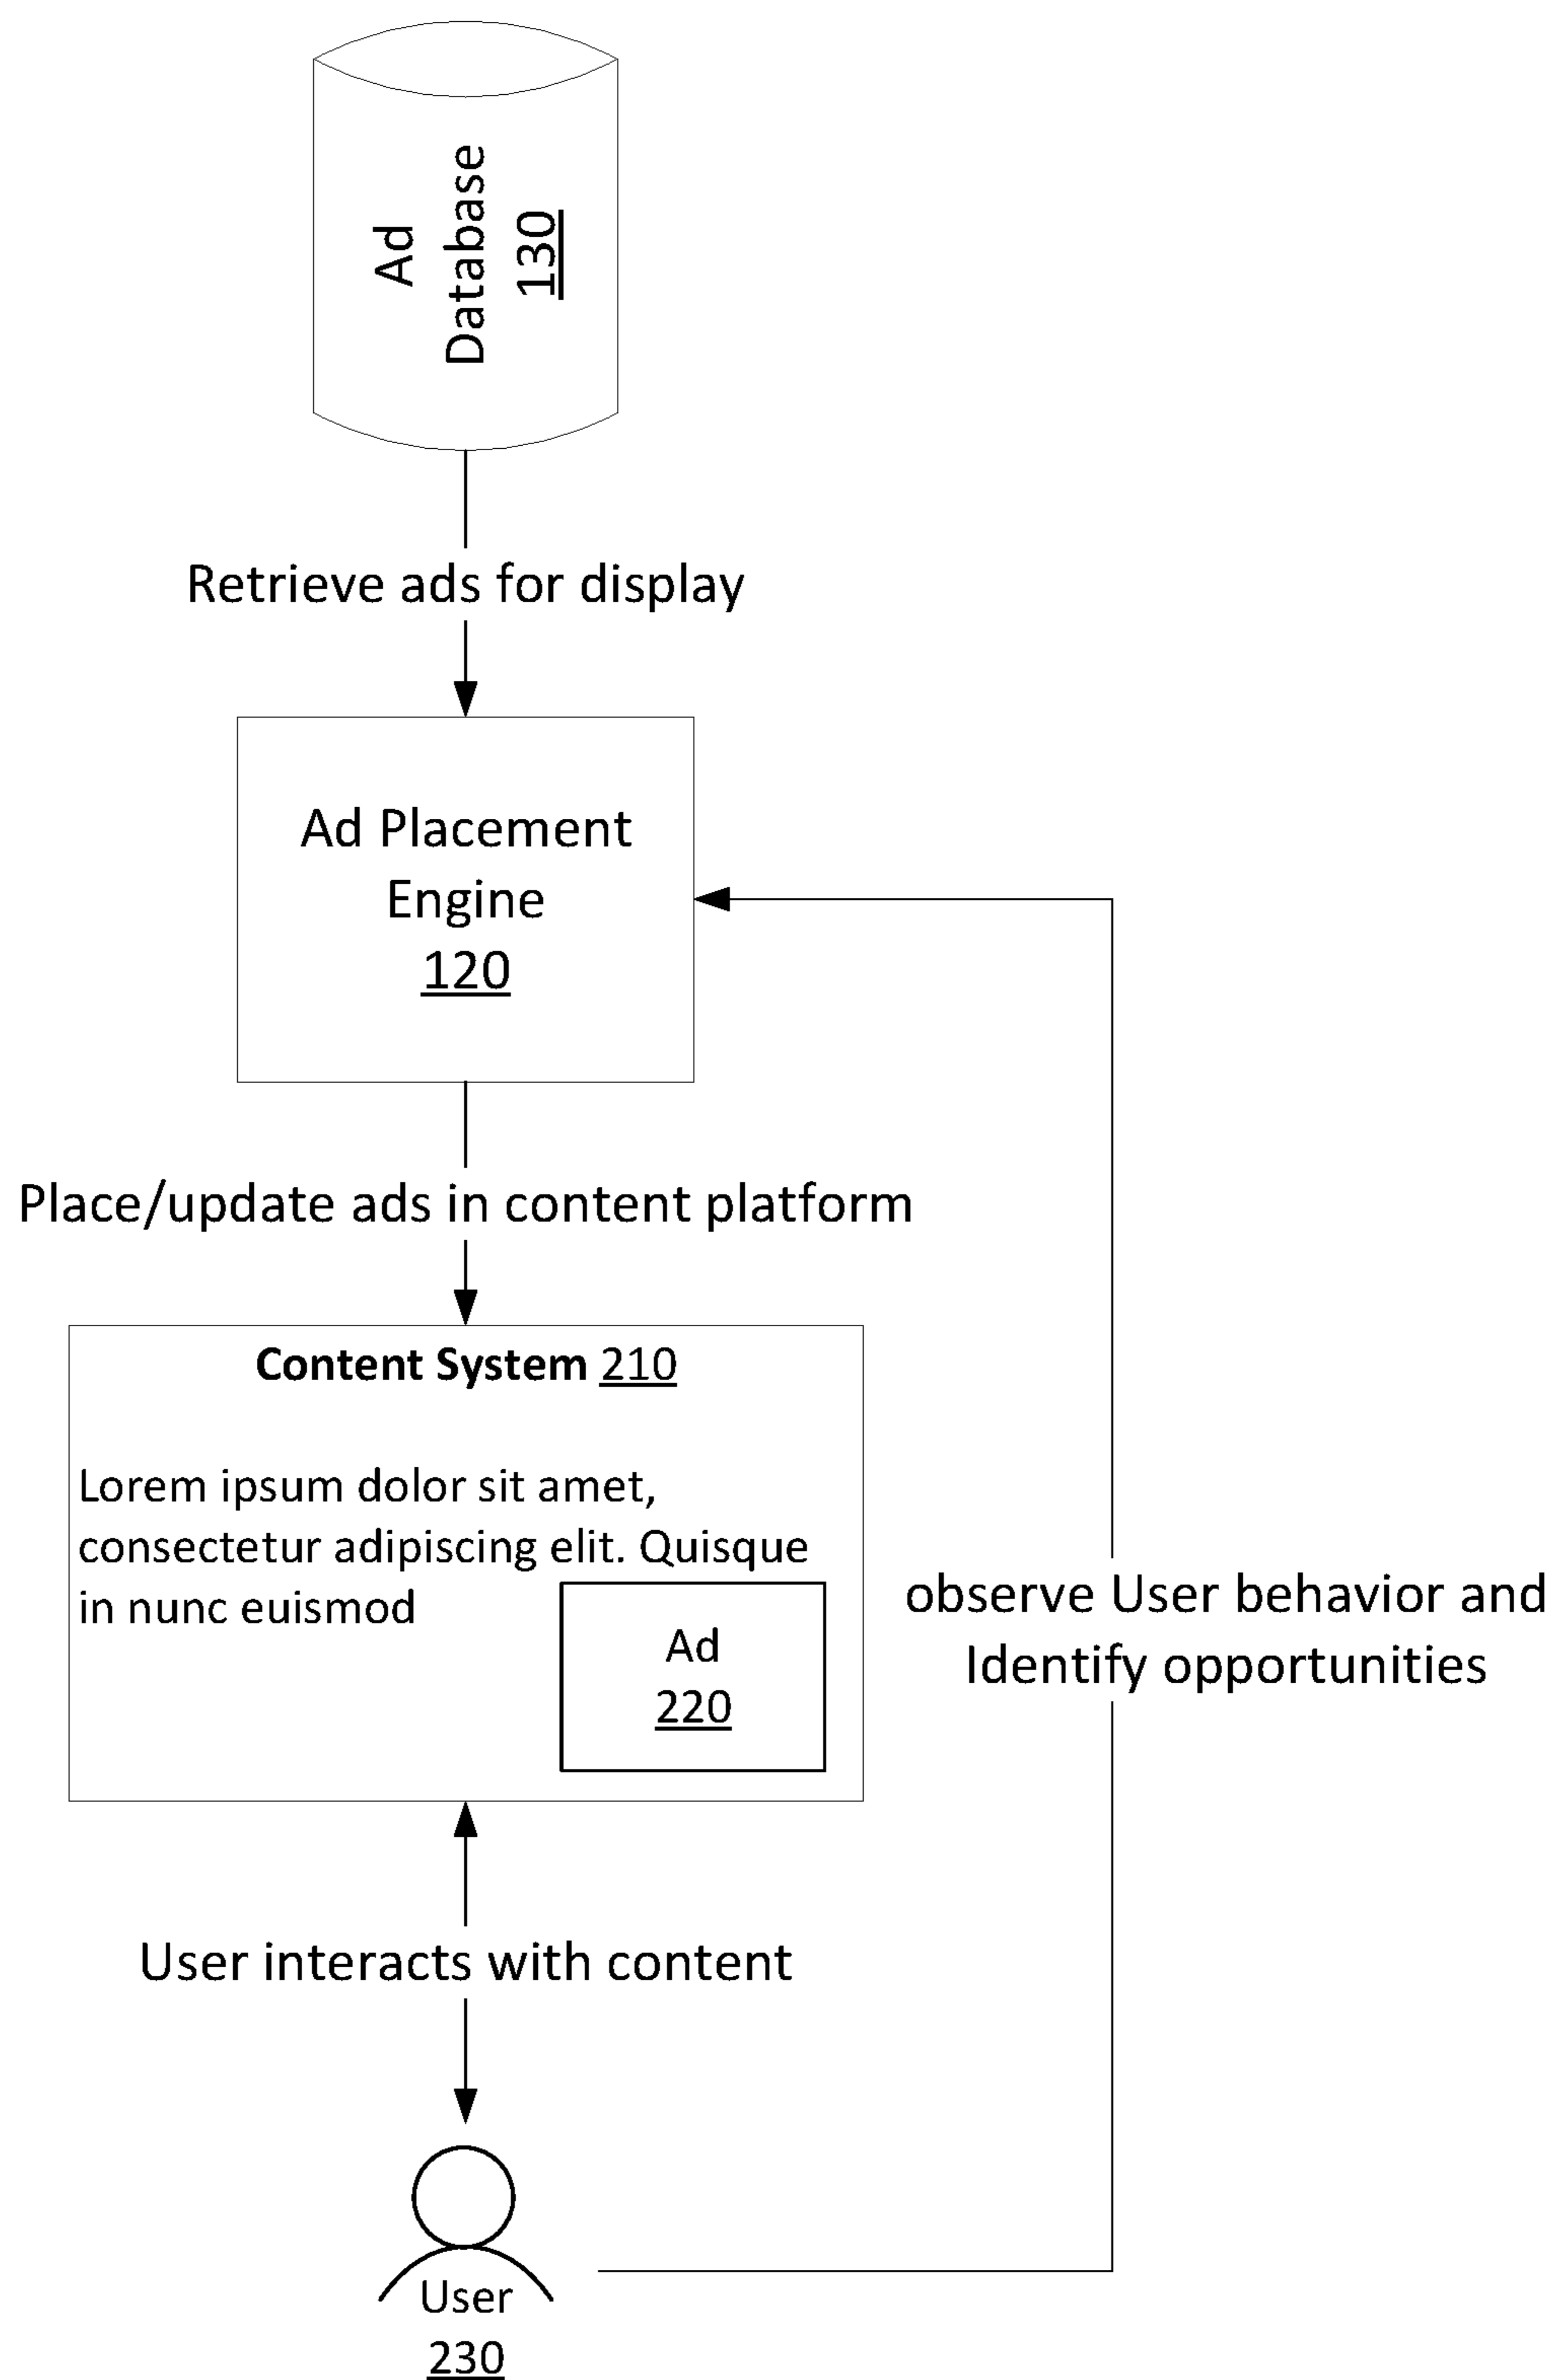 Ad
Database
130
Retrieve ads for display
Ad Placement
Engine
120
Place/update ads in content platform
Content System 210
Lorem ipsum dolor sit amet,
consectetur adipiscing elit. Quisque
in nunc euismod
Ad
220
observe User behavior and
Identify opportunities
User interacts with content
User
230